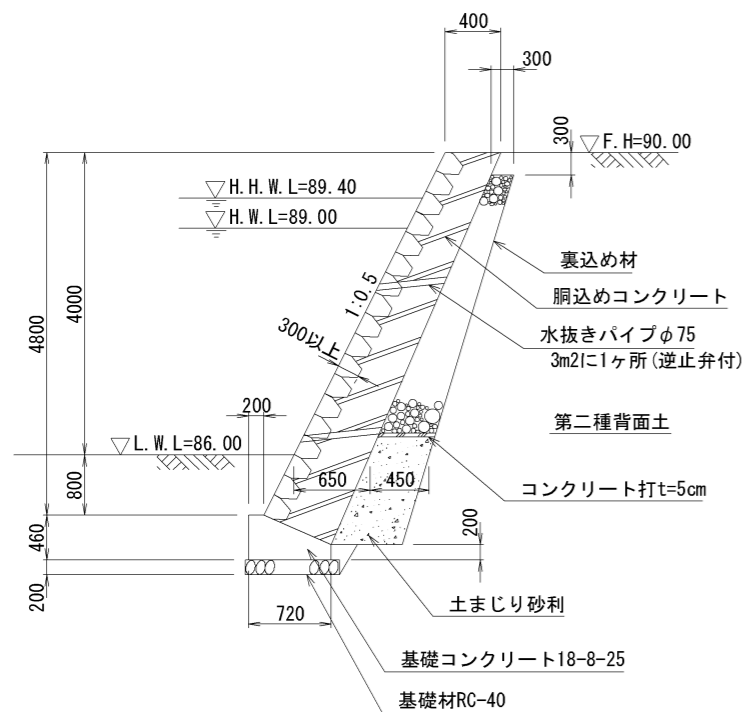 400
300
300
F.H=90.00
H.H.W.L=89.40
H.W.L=89.00
裏込め材
胴込めコンクリート
水抜きパイプφ75
3m2に1ヶ所(逆止弁付)
1:0.5
300以上
4800
4000
200
L.W.L=86.00
第二種背面土
650
450
コンクリート打t=5cm
800
460
200
200
720
土まじり砂利
基礎コンクリート18-8-25
基礎材RC-40